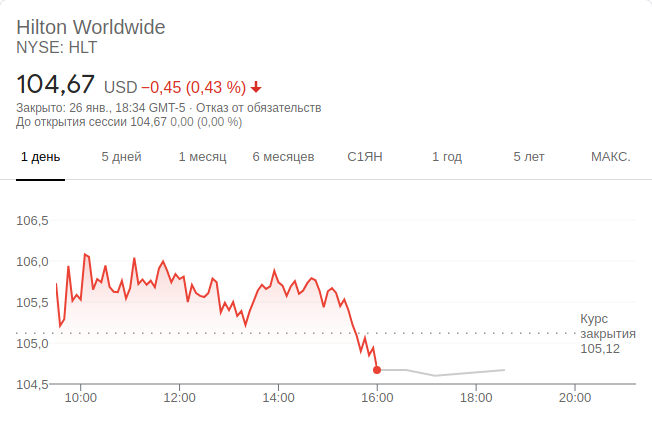 Hilton Worldwide
NYSE: HLT
104,67 USD −0,45 (0,43 %)
Закрыто: 26 янв., 18:34 GMT-5 · Отказ от обязательств
До открытия сессии 104,67 0,00 (0,00 %)
1 день 5 дней 1 месяц 6 месяцев С1ЯН 1 год 5 лет МАКС.
106,5
106,0
105,5
Курс
закрытия
105,12
105,0
104,5
10:00 12:00 14:00 16:00 18:00 20:00